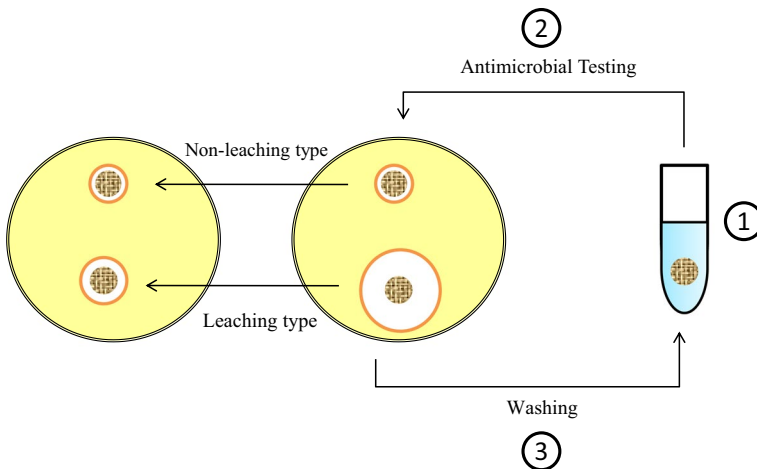 2
Antimicrobial Testing
Non-leaching type
1
Leaching type
Washing
3